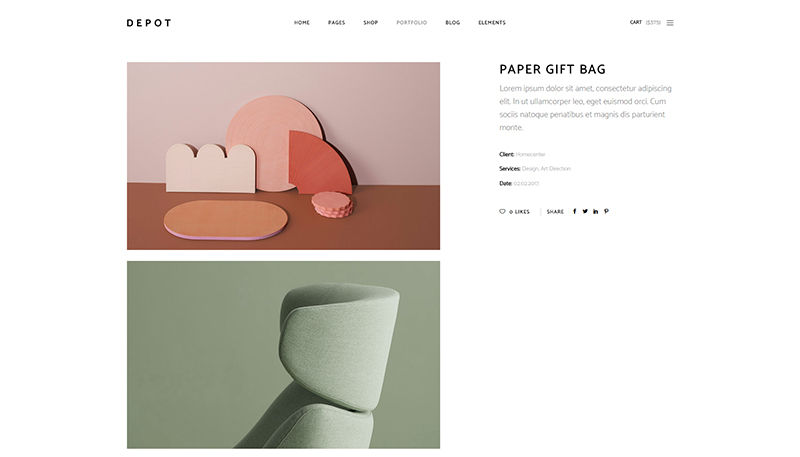 DEPOT
HOME PAGES SHOP PORTFOLIO BLOG ELEMENTS
CART ($375)
PAPER GIFT BAG
Lorem ipsum dolor sit amet, consectetur adipiscing
elit. In ut ullamcorper leo, eget euismod orci. Cum
sociis natoque penatibus et magnis dis parturient
monte.
Client: Homecenter
Services: Design, Art Direction
Date: 02.02.2017.
0 LIKES SHARE